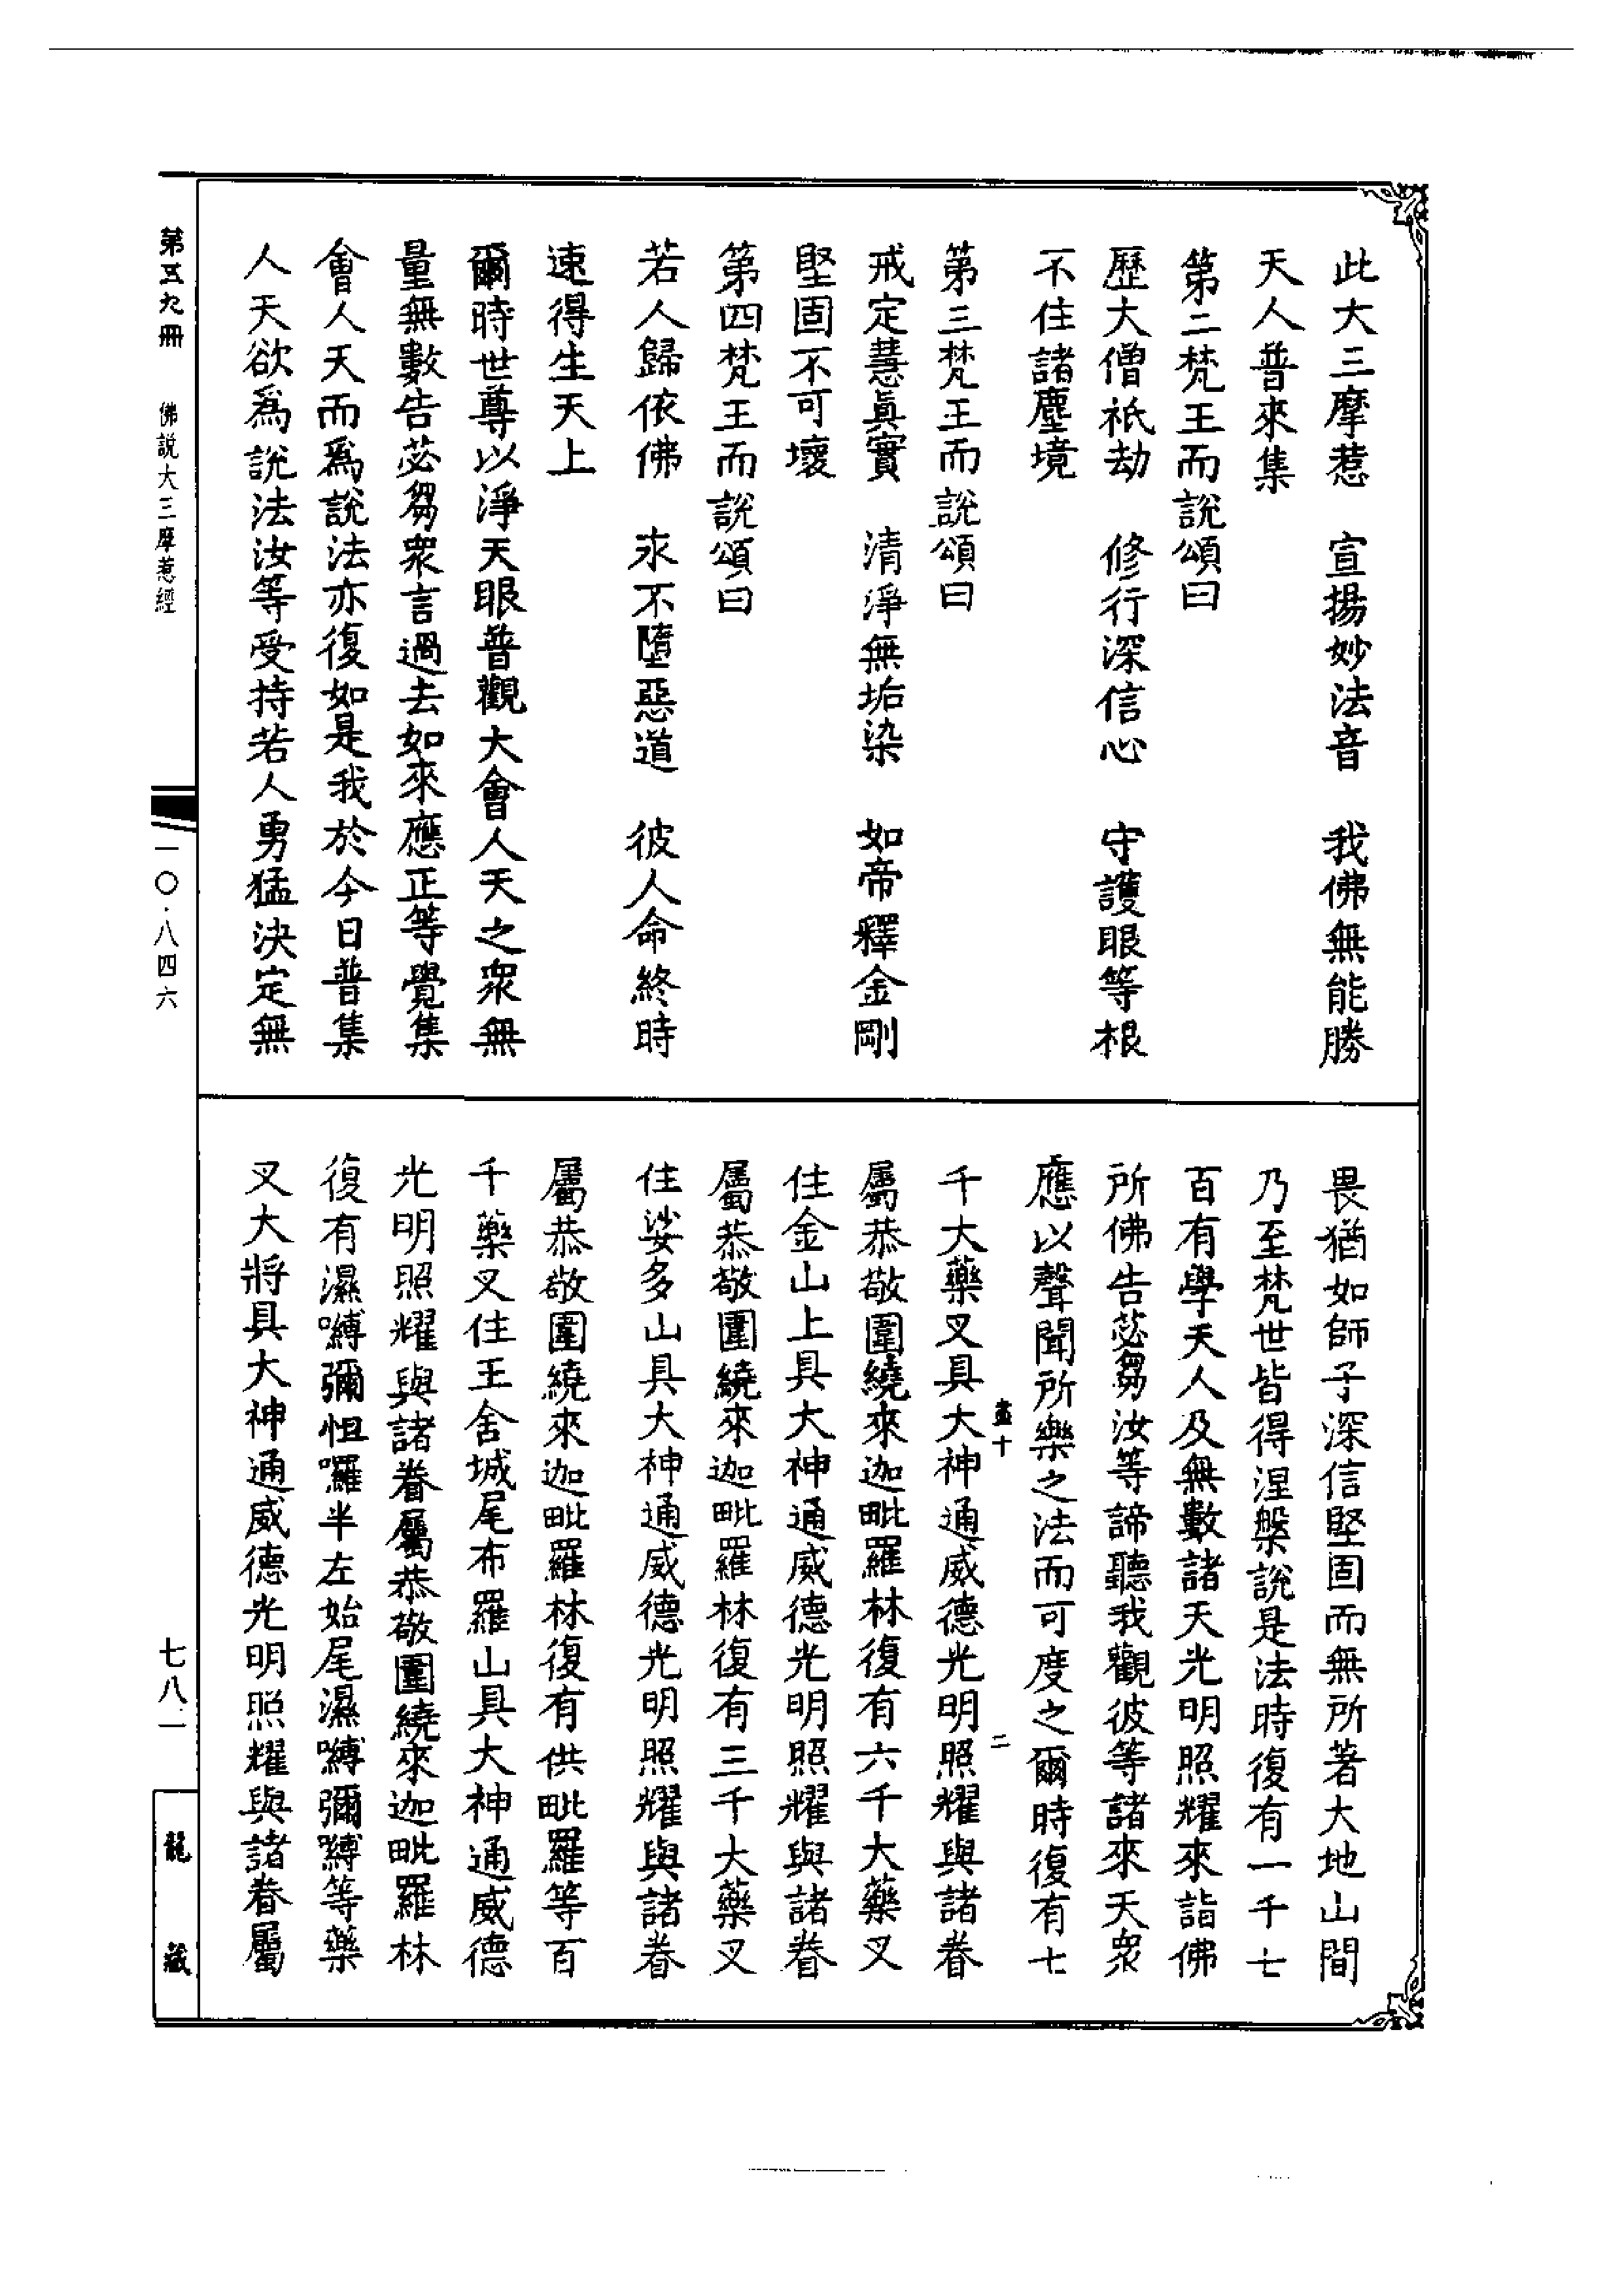 此大三摩惹　宣揚妙法音　我佛無能勝
天人普來集
第二梵王而說頌曰
歷大僧祇劫　修行深信心　守護眼等根
不住諸塵境
第三梵王而說頌曰
戒定慧眞實　清淨無垢染　如帝釋金剛
堅固不可壞
第四梵王而說頌曰
若人歸依佛　永不墮惡道　彼人命終時
速得生天上
爾時世尊以淨天眼普觀大會人天之衆無
量無數告苾芻衆言過去如來應正等覺集
會人天而爲說法亦復如是我於今日普集
人天欲爲說法汝等受持若人勇猛決定無
畏猶如師子深信堅固而無所著大地山間
乃至梵世皆得涅槃說是法時復有一千七
百有學天人及無數諸天光明照耀來詣佛
所佛告苾芻汝等諦聽我觀彼等諸來天衆
應以聲聞所樂之法而可度之爾時復有七
盡十　二
千大藥叉具大神通威德光明照耀與諸眷
屬恭敬圍繞來迦毗羅林復有六千大藥叉
住金山上具大神通威德光明照耀與諸眷
屬恭敬圍繞來迦毗羅林復有三千大藥叉
住娑多山具大神通威德光明照耀與諸眷
屬恭敬圍繞來迦毗羅林復有供毗羅等百
千藥叉住王舍城尾布羅山具大神通威德
光明照耀與諸眷屬恭敬圍繞來迦毗羅林
復有濕嚩彌怛囉半左始尾濕嚩彌嚩等藥
叉大將具大神通威德光明照耀與諸眷屬
第五九冊　佛說大三摩惹經
一〇·八四六
七八一
龍藏